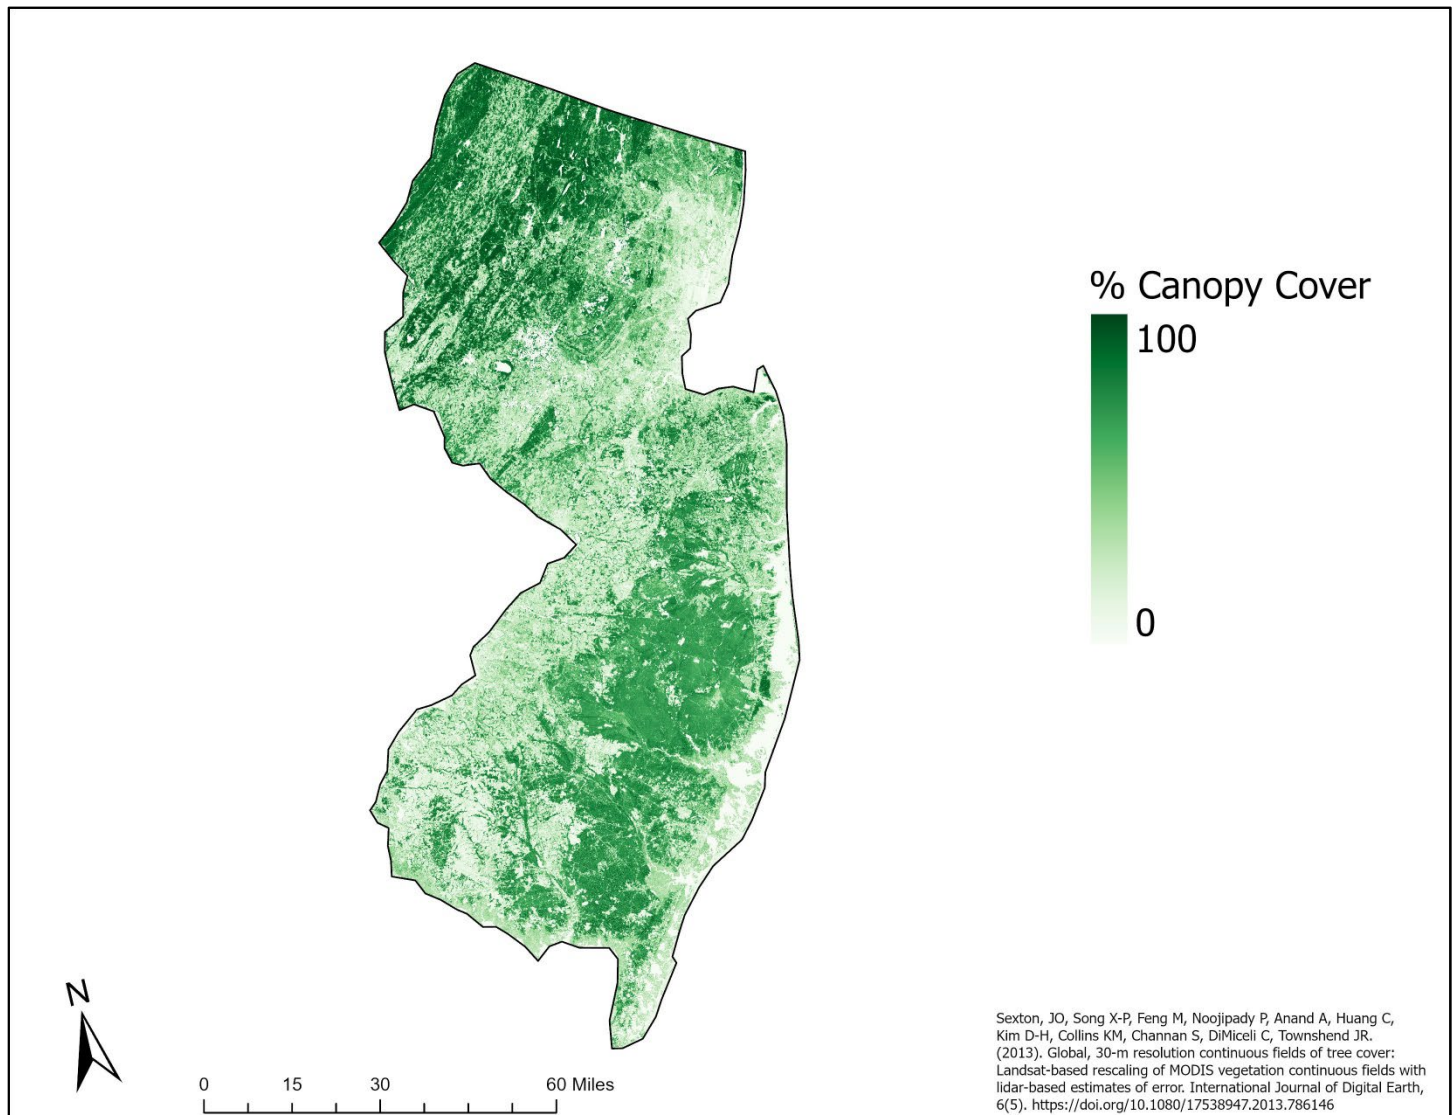 % Canopy Cover
100
0
N
0 15 30 60 Miles
Sexton, JO, Song X-P, Feng M, Noojipady P, Anand A, Huang C,
Kim D-H, Collins KM, Channan S, DiMiceli C, Townshend JR.
(2013). Global, 30-m resolution continuous fields of tree cover:
Landsat-based rescaling of MODIS vegetation continuous fields with
lidar-based estimates of error. International Journal of Digital Earth,
6(5). https://doi.org/10.1080/17538947.2013.786146